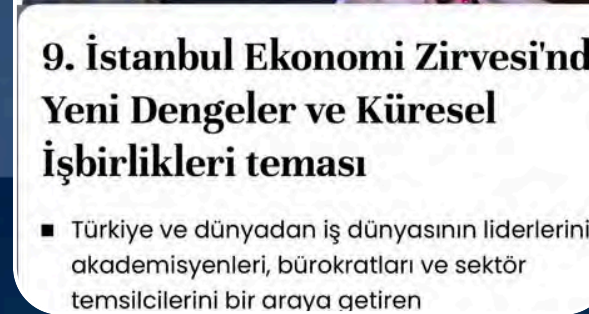 9. İstanbul Ekonomi Zirvesi'nd
Yeni Dengeler ve Küresel
İşbirlikleri teması
■ Türkiye ve dünyadan iş dünyasının liderlerini
akademisyenleri, bürokratları ve sektör
temsilcilerini bir araya getiren